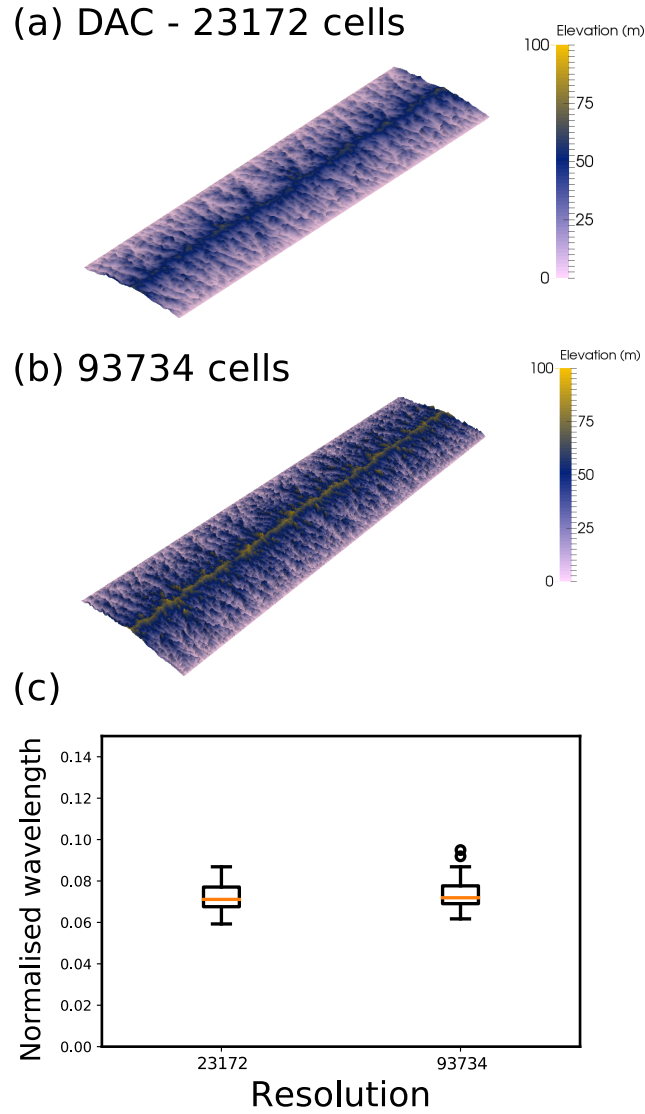 (a) DAC - 23172 cells
Elevation (m)
100
75
50
25
0
(b) 93734 cells
Elevation (m)
100
75
50
25
0
(c)
Normalised wavelength
0.14
0.12
0.10
0.08
0.06
0.04
0.02
0.00
23172
93734
Resolution